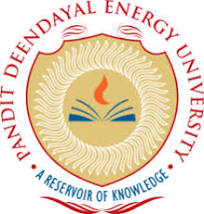 PANDIT DEENDAYAL ENERGY UNIVERSITY
• A RESERVOIR OF KNOWLEDGE •